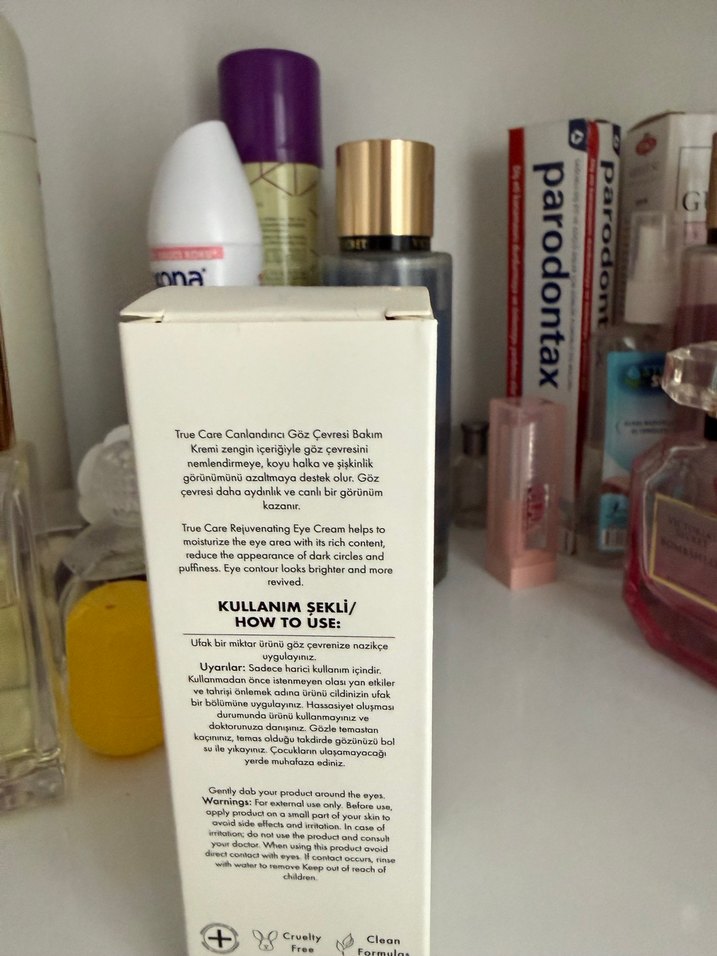 xona
parodontax
parodont
GU
True Care Canlandırıcı Göz Çevresi Bakım
Kremi zengin içeriğiyle göz çevresini
nemlendirmeye, koyu halka ve şişkinlik
görünümünü azaltmaya destek olur. Göz
çevresi daha aydınlık ve canlı bir görünüm
kazanır.
True Care Rejuvenating Eye Cream helps to
moisturize the eye area with its rich content,
reduce the appearance of dark circles and
puffiness. Eye contour looks brighter and more
revived.
KULLANIM ŞEKLİ/
HOW TO USE:
Ufak bir miktar ürünü göz çevrenize nazikçe
uygulayınız.
Uyarılar: Sadece harici kullanım içindir.
Kullanmadan önce istenmeyen olası yan etkiler
ve tahrişi önlemek adına ürünü cildinizin ufak
bir bölümüne uygulayınız. Hassasiyet oluşması
durumunda ürünü kullanmayınız ve
doktorunuza danışınız. Gözle temastan
kaçınınız, temas olduğu takdirde gözünüzü bol
su ile yıkayınız. Çocukların ulaşamayacağı
yerde muhafaza ediniz.
Gently dab your product around the eyes.
Warnings: For external use only. Before use,
apply product on a small part of your skin to
avoid side effects and irritation. In case of
irritation; do not use the product and consult
your doctor. When using this product avoid
direct contact with eyes. If contact occurs, rinse
with water to remove Keep out of reach of
children.
Cruelty
Free
Clean
Formulas